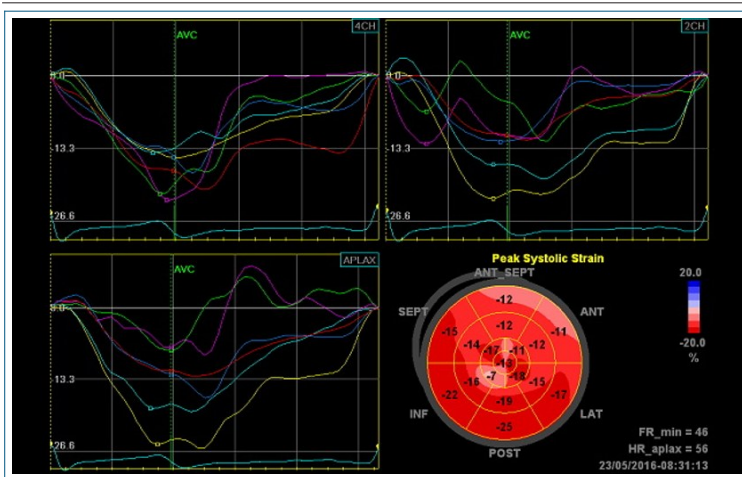 4CH
AVC
0.0
-13.3
-26.6
2CH
AVC
0.0
-13.3
-26.6
APLAX
AVC
0.0
-13.3
-26.6
Peak Systolic Strain
ANT_SEPT
SEPT
ANT
INF
LAT
POST
-12
-15
-11
-12
-14
-12
-17
-11
-13
-7
-18
-16
-15
-22
-17
-19
-25
20.0
-20.0
%
FR_min = 46
HR_aplax = 56
23/05/2016-08:31:13